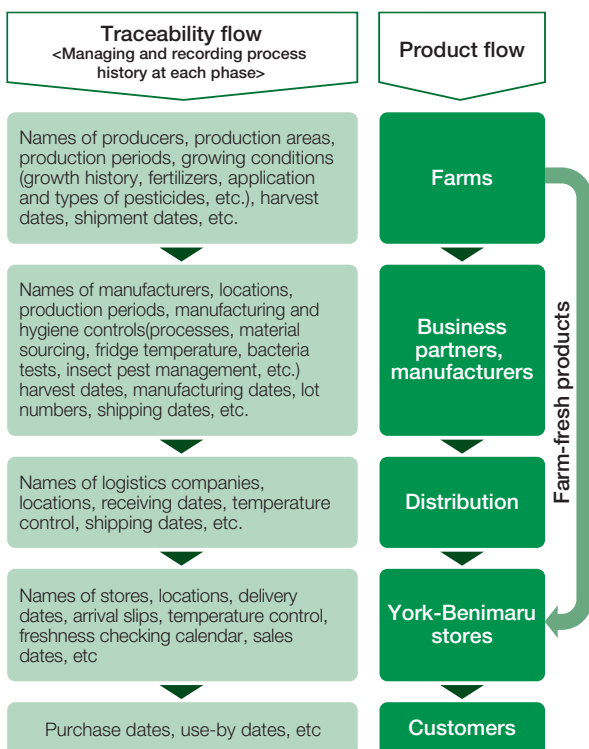 Traceability flow
<Managing and recording process
history at each phase>
Product flow
Names of producers, production areas,
production periods, growing conditions
(growth history, fertilizers, application
and types of pesticides, etc.), harvest
dates, shipment dates, etc.
Farms
Names of manufacturers, locations,
production periods, manufacturing and
hygiene controls(processes, material
sourcing, fridge temperature, bacteria
tests, insect pest management, etc.)
harvest dates, manufacturing dates, lot
numbers, shipping dates, etc.
Business
partners,
manufacturers
Farm-fresh products
Names of logistics companies,
locations, receiving dates, temperature
control, shipping dates, etc.
Distribution
Names of stores, locations, delivery
dates, arrival slips, temperature control,
freshness checking calendar, sales
dates, etc
York-Benimaru
stores
Purchase dates, use-by dates, etc
Customers